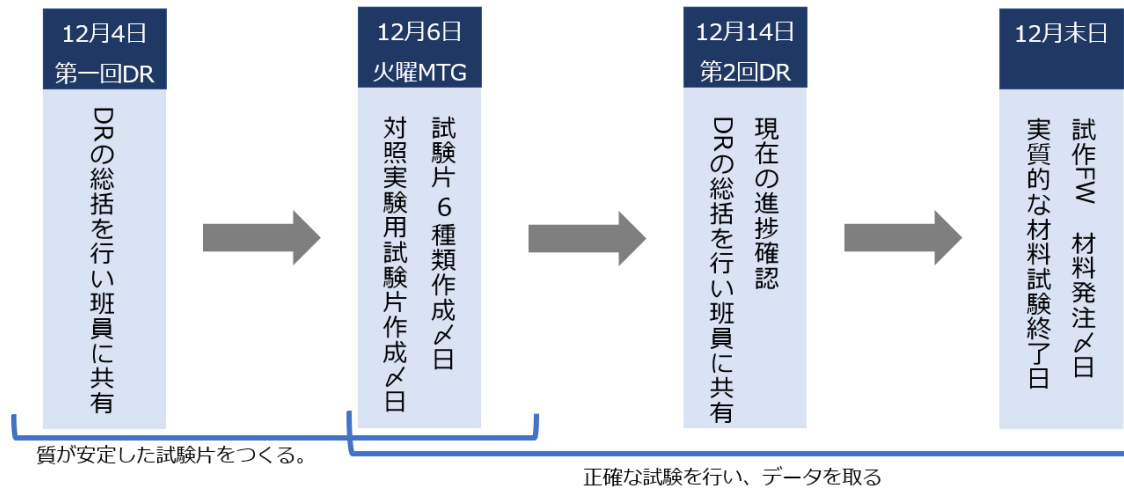 12月4日
第一回DR
DRの総括を行い班員に共有
12月6日
火曜MTG
試験片６種類作成〆日
対照実験用試験片作成〆日
12月14日
第2回DR
現在の進捗確認
DRの総括を行い班員に共有
12月末日
試作FW　材料発注〆日
実質的な材料試験終了日
質が安定した試験片をつくる。
正確な試験を行い、データを取る